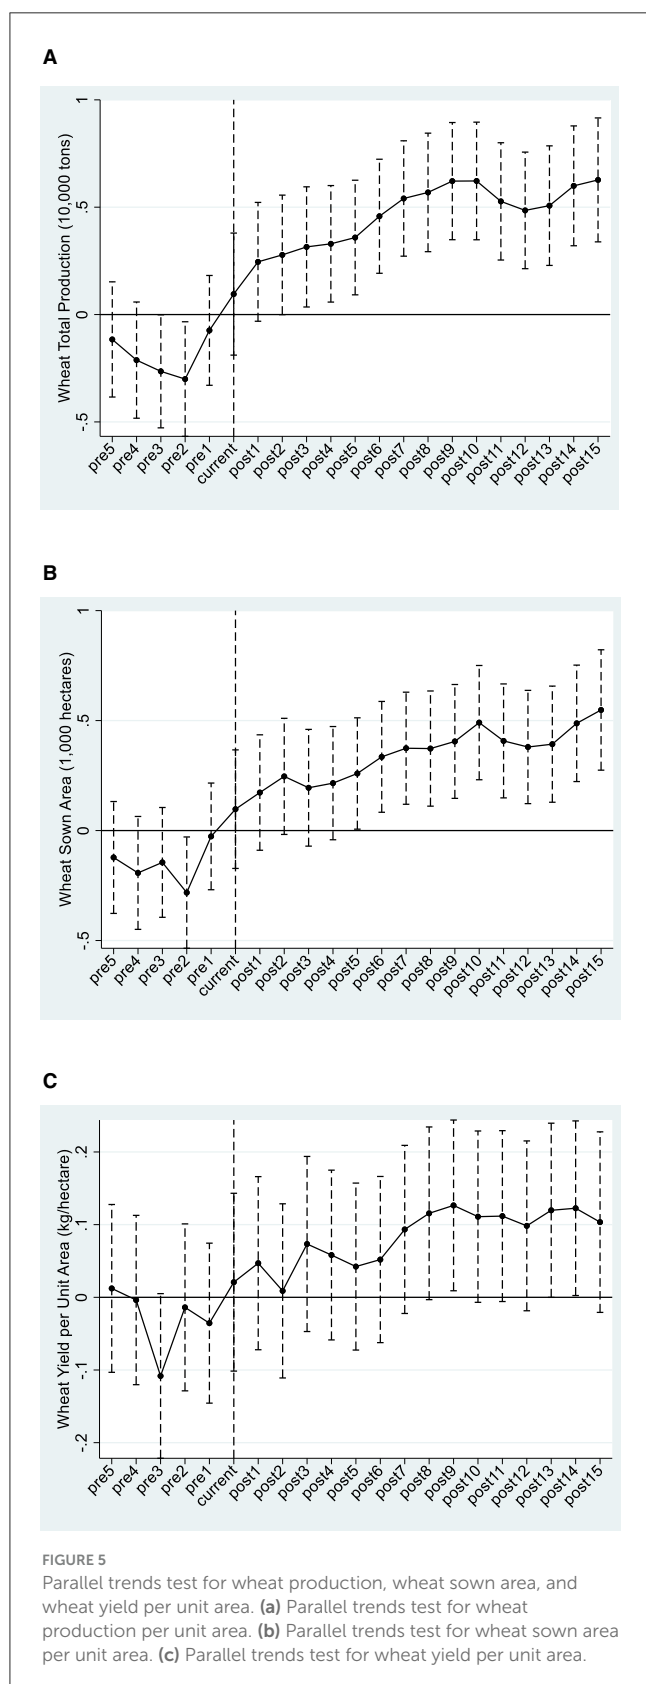 A
Wheat Total Production (10,000 tons)
1
.5
0
-.5
pre5 pre4 pre3 pre2 pre1 current post1 post2 post3 post4 post5 post6 post7 post8 post9 post10 post11 post12 post13 post14 post15
B
Wheat Sown Area (1,000 hectares)
1
.5
0
-.5
pre5 pre4 pre3 pre2 pre1 current post1 post2 post3 post4 post5 post6 post7 post8 post9 post10 post11 post12 post13 post14 post15
C
Wheat Yield per Unit Area (kg/hectare)
.2
.1
0
-.1
-.2
pre5 pre4 pre3 pre2 pre1 current post1 post2 post3 post4 post5 post6 post7 post8 post9 post10 post11 post12 post13 post14 post15
FIGURE 5
Parallel trends test for wheat production, wheat sown area, and
wheat yield per unit area. (a) Parallel trends test for wheat
production per unit area. (b) Parallel trends test for wheat sown area
per unit area. (c) Parallel trends test for wheat yield per unit area.